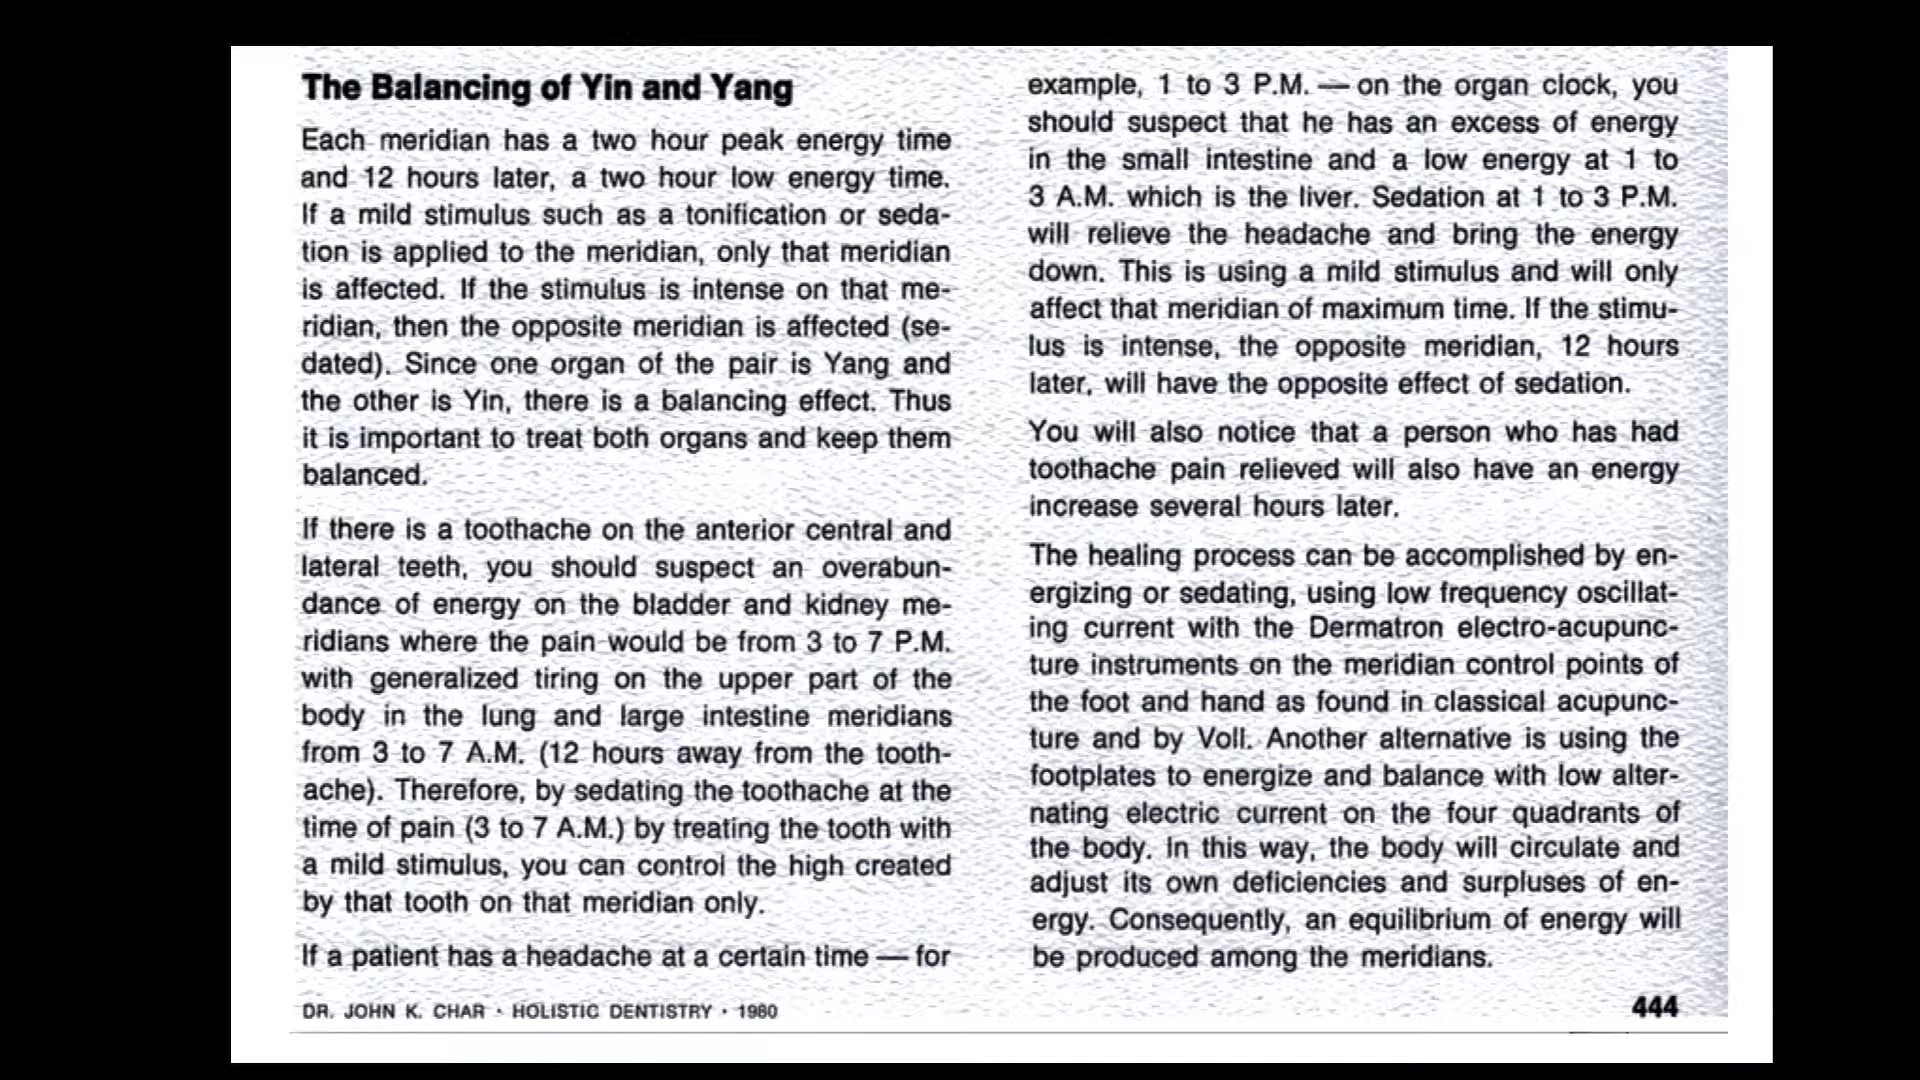 The Balancing of Yin and Yang
Each meridian has a two hour peak energy time
and 12 hours later, a two hour low energy time.
If a mild stimulus such as a tonification or seda-
tion is applied to the meridian, only that meridian
is affected. If the stimulus is intense on that me-
ridian, then the opposite meridian is affected (se-
dated). Since one organ of the pair is Yang and
the other is Yin, there is a balancing effect. Thus
it is important to treat both organs and keep them
balanced.
If there is a toothache on the anterior central and
lateral teeth, you should suspect an overabun-
dance of energy on the bladder and kidney me-
ridians where the pain would be from 3 to 7 P.M.
with generalized tiring on the upper part of the
body in the lung and large intestine meridians
from 3 to 7 A.M. (12 hours away from the tooth-
ache). Therefore, by sedating the toothache at the
time of pain (3 to 7 A.M.) by treating the tooth with
a mild stimulus, you can control the high created
by that tooth on that meridian only.
If a patient has a headache at a certain time — for
example, 1 to 3 P.M. — on the organ clock, you
should suspect that he has an excess of energy
in the small intestine and a low energy at 1 to
3 A.M. which is the liver. Sedation at 1 to 3 P.M.
will relieve the headache and bring the energy
down. This is using a mild stimulus and will only
affect that meridian of maximum time. If the stimu-
lus is intense, the opposite meridian, 12 hours
later, will have the opposite effect of sedation.
You will also notice that a person who has had
toothache pain relieved will also have an energy
increase several hours later.
The healing process can be accomplished by en-
ergizing or sedating, using low frequency oscillat-
ing current with the Dermatron electro-acupunc-
ture instruments on the meridian control points of
the foot and hand as found in classical acupunc-
ture and by Voll. Another alternative is using the
footplates to energize and balance with low alter-
nating electric current on the four quadrants of
the body. In this way, the body will circulate and
adjust its own deficiencies and surpluses of en-
ergy. Consequently, an equilibrium of energy will
be produced among the meridians.
DR. JOHN K. CHAR • HOLISTIC DENTISTRY • 1980
444